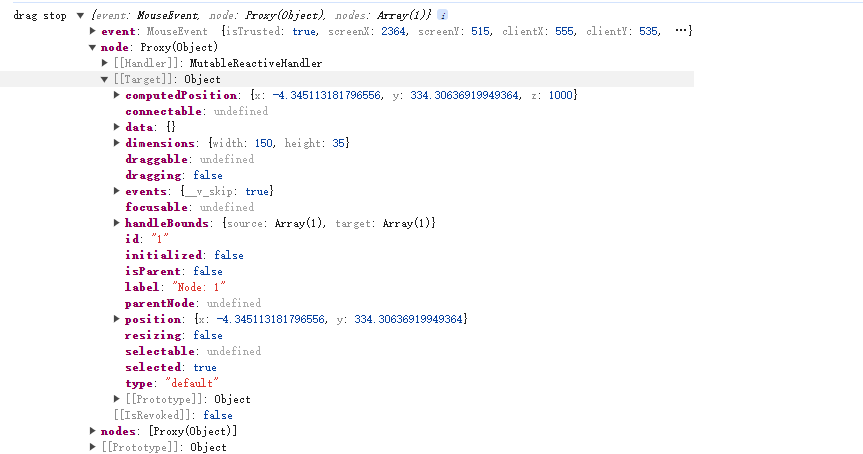 drag stop ▼ {event: MouseEvent, node: Proxy(Object), nodes: Array(1)} i
▶ event: MouseEvent {isTrusted: true, screenX: 2364, screenY: 515, clientX: 555, clientY: 535, …}
▼ node: Proxy(Object)
▶ [[Handler]]: MutableReactiveHandler
▼ [[Target]]: Object
▶ computedPosition: {x: -4.345113181796556, y: 334.30636919949364, z: 1000}
connectable: undefined
▶ data: {}
▶ dimensions: {width: 150, height: 35}
draggable: undefined
dragging: false
▶ events: {__v_skip: true}
focusable: undefined
▶ handleBounds: {source: Array(1), target: Array(1)}
id: "1"
initialized: false
isParent: false
label: "Node: 1"
parentNode: undefined
▶ position: {x: -4.345113181796556, y: 334.30636919949364}
resizing: false
selectable: undefined
selected: true
type: "default"
▶ [[Prototype]]: Object
[[IsRevoked]]: false
▶ nodes: [Proxy(Object)]
▶ [[Prototype]]: Object